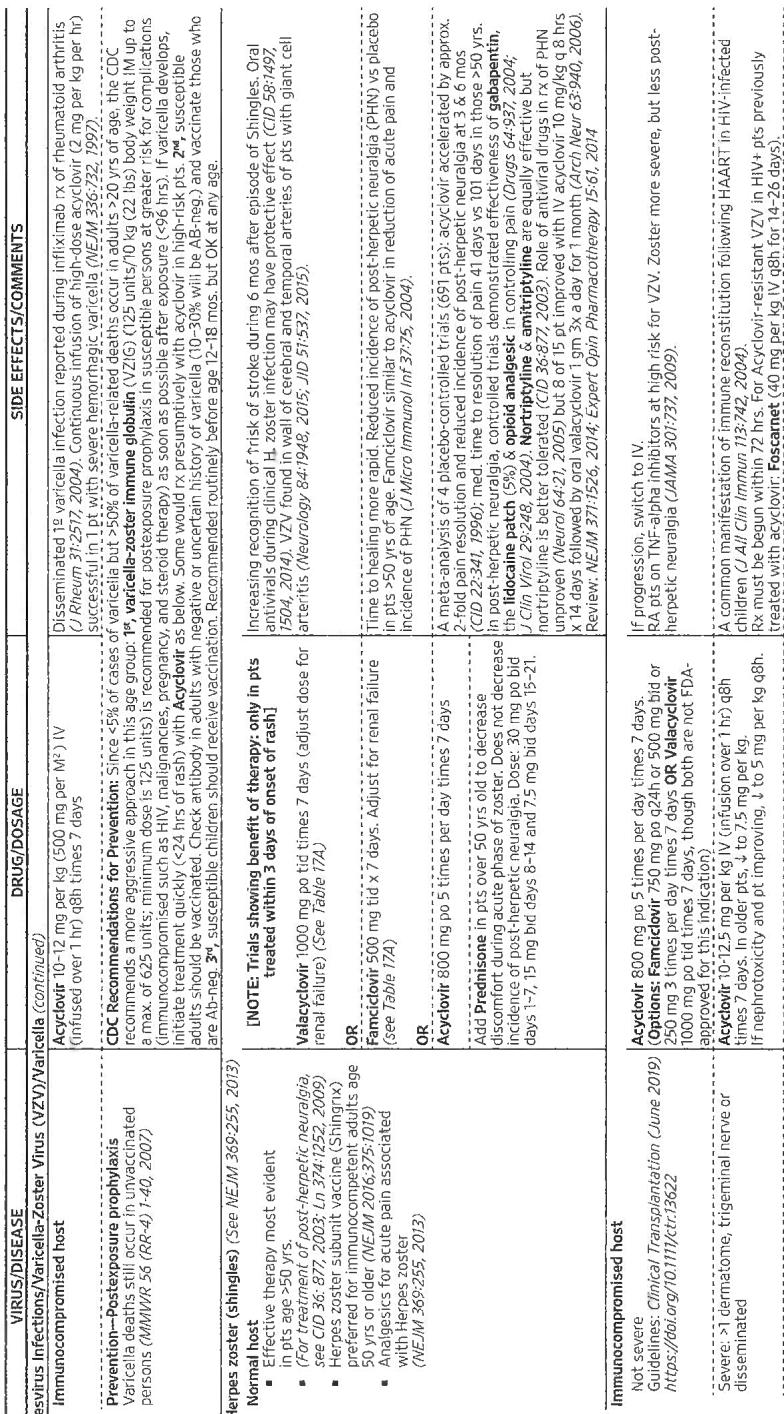 VIRUS/DISEASE
DRUG/DOSAGE
SIDE EFFECTS/COMMENTS
esvirus Infections/Varicella-Zoster Virus (VZV)/Varicella (continued)
Immunocompromised host
Acyclovir 10–12 mg per kg (500 mg per M²) IV
(infused over 1 hr) q8h times 7 days
Disseminated 1º varicella infection reported during infliximab rx of rheumatoid arthritis
(J Rheum 31:2517, 2004). Continuous infusion of high-dose acyclovir (2 mg per kg per hr)
successful in 1 pt with severe hemorrhagic varicella (NEJM 336:732, 1997).
Prevention—Postexposure prophylaxis
Varicella deaths still occur in unvaccinated
persons (MMWR 56 (RR-4) 1-40, 2007)
CDC Recommendations for Prevention: Since <5% of cases of varicella but >50% of varicella-related deaths occur in adults >20 yrs of age, the CDC
recommends a more aggressive approach in this age group: 1st, varicella-zoster immune globulin (VZIG) (125 units/10 kg (22 lbs) body weight IM up to
a max. of 625 units; minimum dose is 125 units) is recommended for postexposure prophylaxis in susceptible persons at greater risk for complications
(immunocompromised such as HIV, malignancies, pregnancy, and steroid therapy) as soon as possible after exposure (<96 hrs). If varicella develops,
initiate treatment quickly (<24 hrs of rash) with Acyclovir as below. Some would rx presumptively with acyclovir in high-risk pts. 2nd, susceptible
adults should be vaccinated. Check antibody in adults with negative or uncertain history of varicella (10–30% will be AB-neg.) and vaccinate those who
are Ab-neg. 3rd, susceptible children should receive vaccination. Recommended routinely before age 12–18 mos. but OK at any age.
Herpes zoster (shingles) (See NEJM 369:255, 2013)
Normal host
▪ Effective therapy most evident
in pts age >50 yrs.
▪ (For treatment of post-herpetic neuralgia,
see CID 36: 877, 2003; Ln 374:1252, 2009)
▪ Herpes zoster subunit vaccine (Shingrix)
preferred for immunocompetent adults age
50 yrs or older (NEJM 2016;375:1019)
▪ Analgesics for acute pain associated
with Herpes zoster
(NEJM 369:255, 2013)
[NOTE: Trials showing benefit of therapy: only in pts
treated within 3 days of onset of rash]
Valacyclovir 1000 mg po tid times 7 days (adjust dose for
renal failure) (See Table 17A)
OR
Famciclovir 500 mg tid x 7 days. Adjust for renal failure
(see Table 17A)
OR
Acyclovir 800 mg po 5 times per day times 7 days
Add Prednisone in pts over 50 yrs old to decrease
discomfort during acute phase of zoster. Does not decrease
incidence of post-herpetic neuralgia. Dose: 30 mg po bid
days 1–7, 15 mg bid days 8–14 and 7.5 mg bid days 15–21.
Increasing recognition of ↑risk of stroke during 6 mos after episode of Shingles. Oral
antivirals during clinical H. zoster infection may have protective effect (CID 58:1497,
1504, 2014). VZV found in wall of cerebral and temporal arteries of pts with giant cell
arteritis (Neurology 84:1948, 2015; JID 51:537, 2015).
Time to healing more rapid. Reduced incidence of post-herpetic neuralgia (PHN) vs placebo
in pts >50 yrs of age. Famciclovir similar to acyclovir in reduction of acute pain and
incidence of PHN (J Micro Immunol Inf 37:75, 2004).
A meta-analysis of 4 placebo-controlled trials (691 pts): acyclovir accelerated by approx.
2-fold pain resolution and reduced incidence of post-herpetic neuralgia at 3 & 6 mos
(CID 22:341, 1996); med. time to resolution of pain 41 days vs 101 days in those >50 yrs.
in post-herpetic neuralgia, controlled trials demonstrated effectiveness of gabapentin,
the lidocaine patch (5%) & opioid analgesic in controlling pain (Drugs 64:937, 2004;
J Clin Virol 29:248, 2004). Nortriptyline & amitriptyline are equally effective but
nortriptyline is better tolerated (CID 36:877, 2003). Role of antiviral drugs in rx of PHN
unproven (Neurol 64:21, 2005) but 8 of 15 pt improved with IV acyclovir 10 mg/kg q 8 hrs
x 14 days followed by oral valacyclovir 1 gm 3x a day for 1 month (Arch Neur 63:940, 2006).
Review: NEJM 371:1526, 2014; Expert Opin Pharmacotherapy 15:61, 2014
Immunocompromised host
Not severe
Guidelines: Clinical Transplantation (June 2019)
https://doi.org/10.1111/ctr.13622
Acyclovir 800 mg po 5 times per day times 7 days.
(Options: Famciclovir 750 mg po q24h or 500 mg bid or
250 mg 3 times per day times 7 days OR Valacyclovir
1000 mg po tid times 7 days, though both are not FDA-
approved for this indication)
If progression, switch to IV.
RA pts on TNF-alpha inhibitors at high risk for VZV. Zoster more severe, but less post-
herpetic neuralgia (JAMA 301:737, 2009).
Severe: >1 dermatome, trigeminal nerve or
disseminated
Acyclovir 10-12.5 mg per kg IV (infusion over 1 hr) q8h
times 7 days. In older pts, ↓ to 7.5 mg per kg.
If nephrotoxicity and pt improving, ↓ to 5 mg per kg q8h.
A common manifestation of immune reconstitution following HAART in HIV-infected
children (J All Clin Immun 113:742, 2004).
Rx must be begun within 72 hrs. For Acyclovir-resistant VZV in HIV+ pts previously
treated with acyclovir: Foscarnet (40 mg per kg IV q8h for 14–26 days)